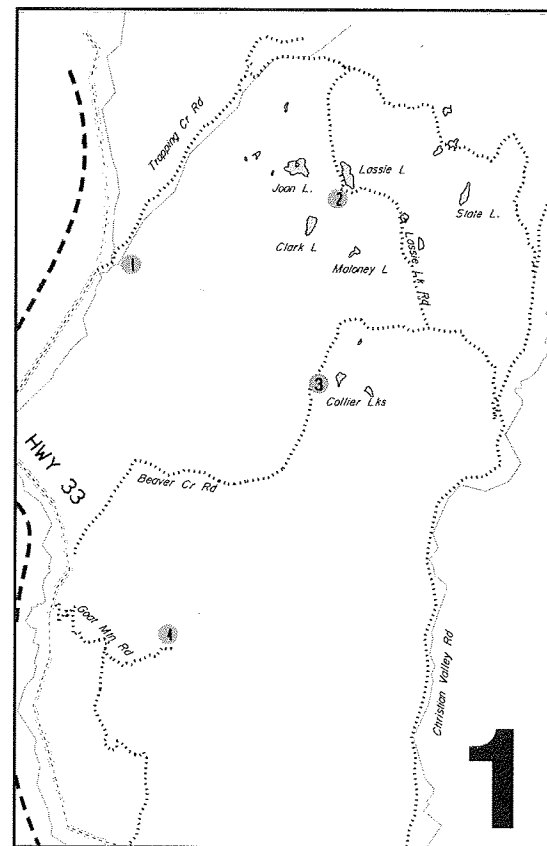 Trapping Cr Rd
Joan L.
Lassie L
2
Clark L
Maloney L
Slate L.
Lassie Lk Rd
1
3
Collier Lks
HWY 33
Beaver Cr Rd
Goat Mtn Rd
4
Christian Valley Rd
1